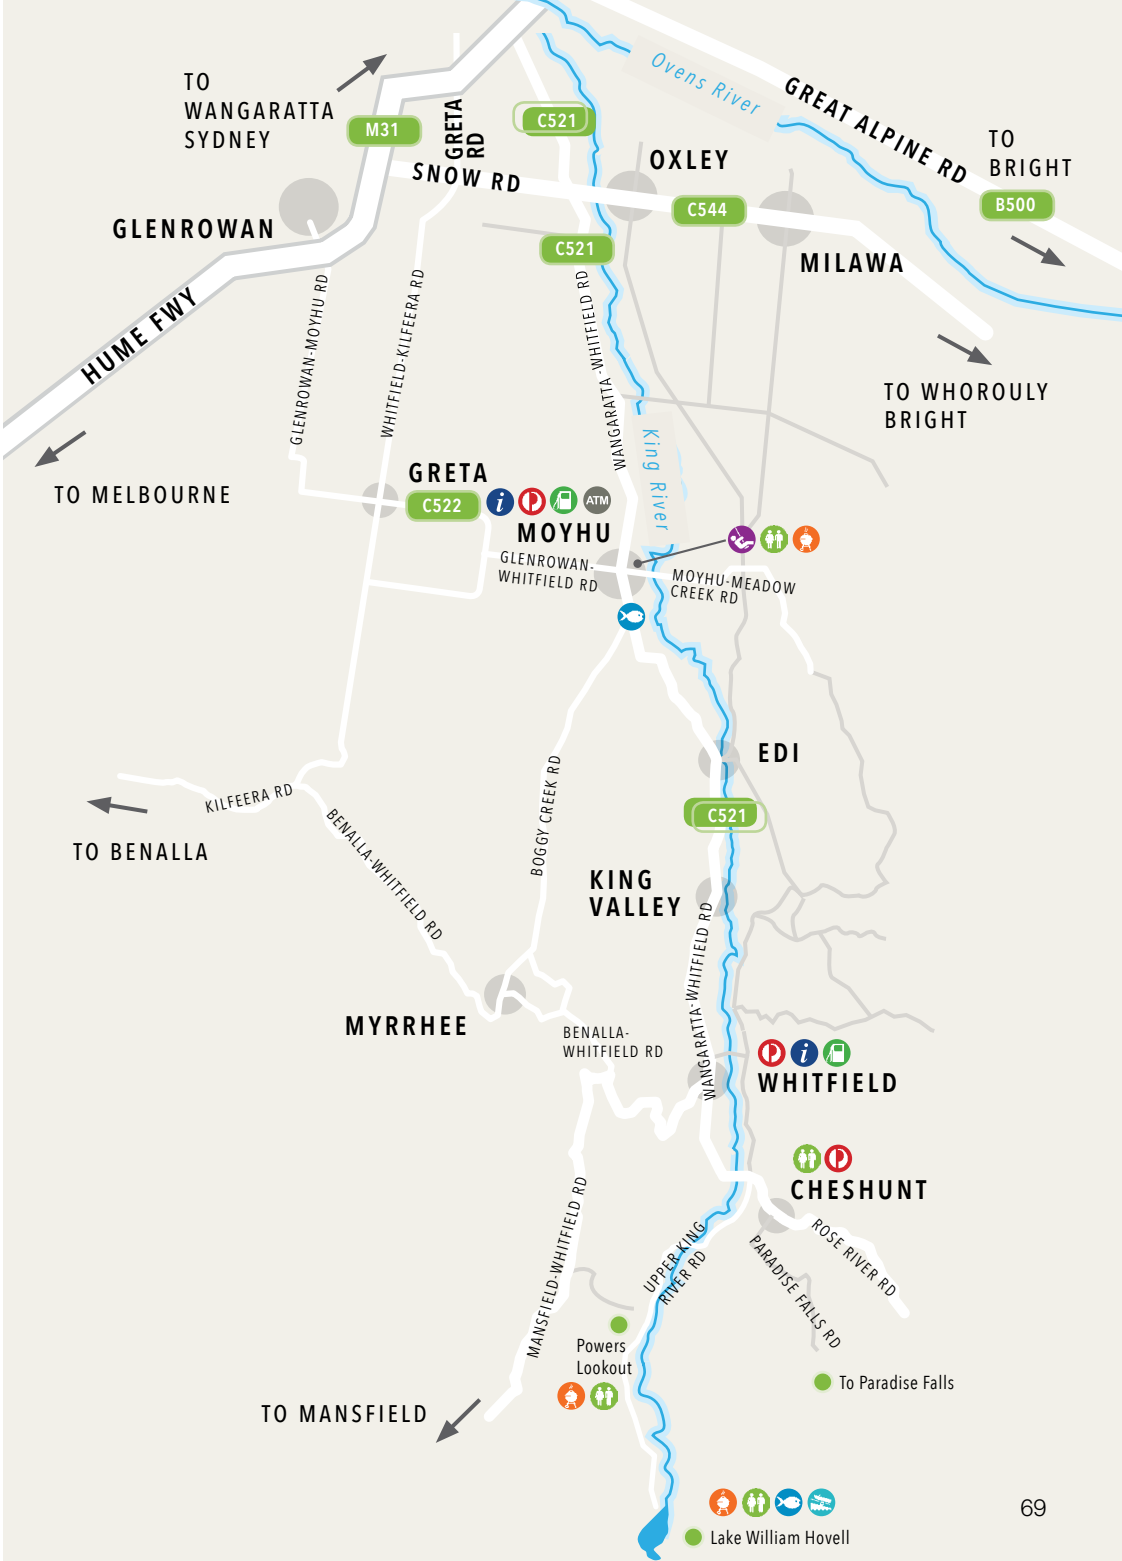 TO
WANGARATTA
SYDNEY
M31
GRETA
RD
C521
Ovens River
GREAT ALPINE RD
TO
BRIGHT
B500
SNOW RD
OXLEY
C544
GLENROWAN
C521
MILAWA
HUME FWY
GLENROWAN-MOYHU RD
WHITFIELD-KILFEERA RD
WANGARATTA-WHITFIELD RD
TO WHOROULY
BRIGHT
TO MELBOURNE
GRETA
C522
i
P
ATM
MOYHU
King River
GLENROWAN-
WHITFIELD RD
MOYHU-MEADOW
CREEK RD
EDI
KILFEERA RD
BOGGY CREEK RD
C521
TO BENALLA
BENALLA-WHITFIELD RD
KING
VALLEY
WANGARATTA-WHITFIELD RD
MYRRHEE
BENALLA-
WHITFIELD RD
P
i
WHITFIELD
P
CHESHUNT
MANSFIELD-WHITFIELD RD
UPPER KING
RIVER RD
PARADISE FALLS RD
ROSE RIVER RD
Powers
Lookout
To Paradise Falls
TO MANSFIELD
Lake William Hovell
69